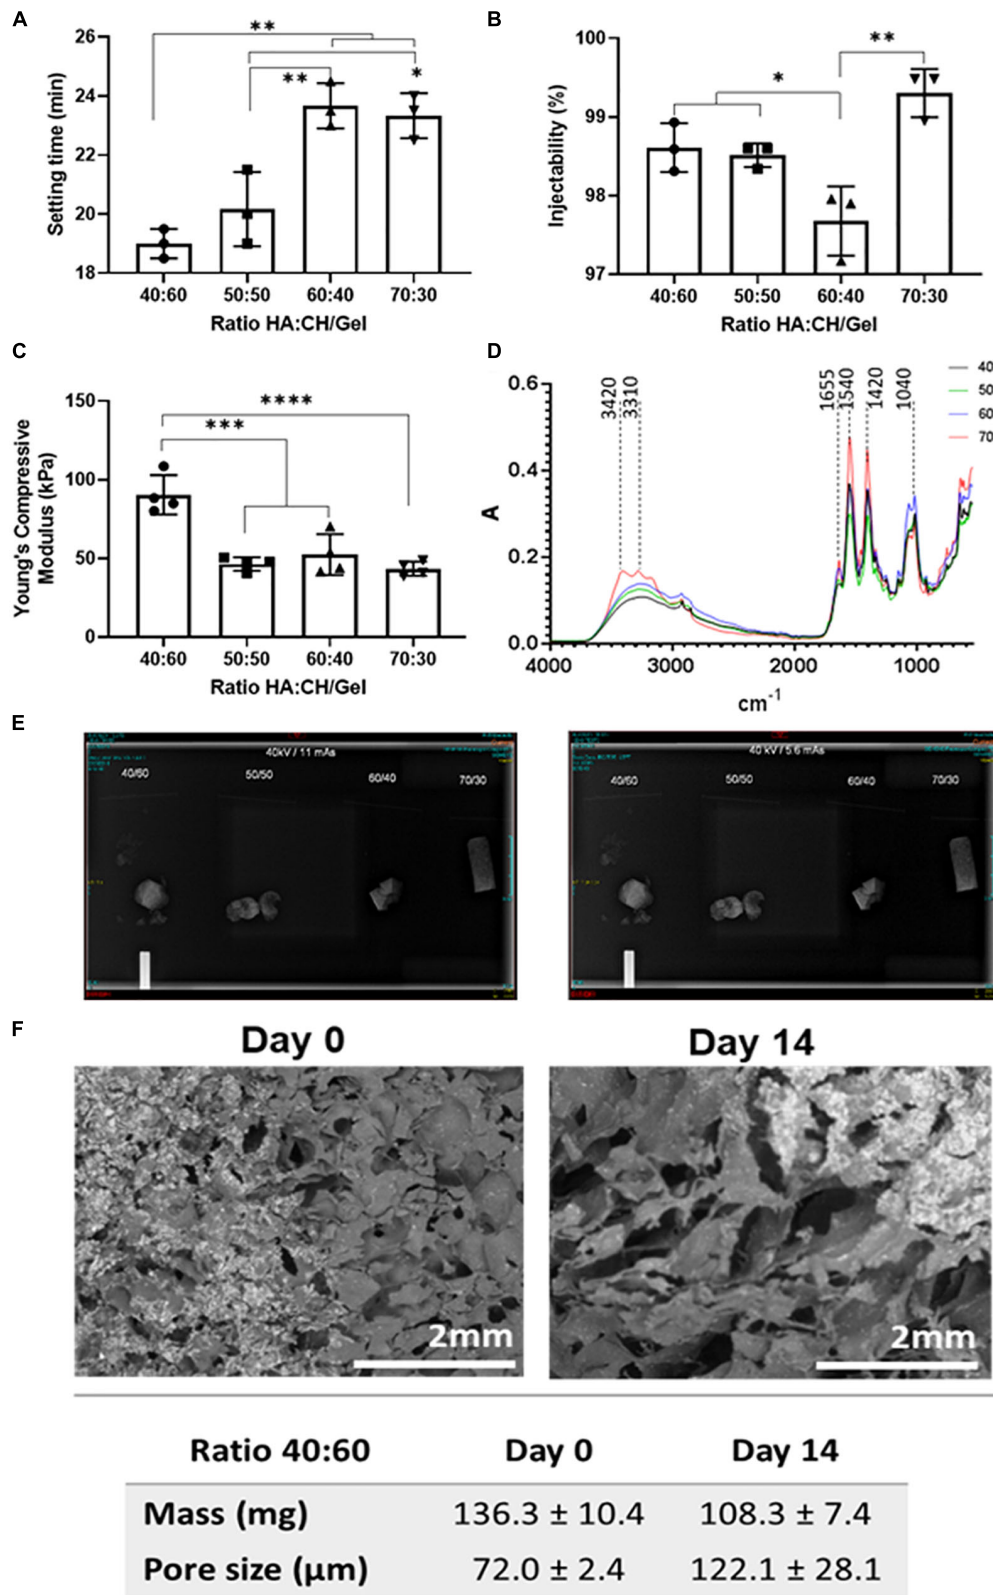 A
Setting time (min)
26
24
22
20
18
**
**
*
40:60 50:50 60:40 70:30
Ratio HA:CH/Gel
B
Injectability (%)
100
99
98
97
*
**
40:60 50:50 60:40 70:30
Ratio HA:CH/Gel
C
Young's Compressive
Modulus (kPa)
150
100
50
0
****
***
40:60 50:50 60:40 70:30
Ratio HA:CH/Gel
D
A
0.6
0.4
0.2
0.0
3420
3310
1655
1540
1420
1040
40
50
60
70
4000 3000 2000 1000
cm-1
E
40kV / 11 mAs
40/60 50/50 60/40 70/30
40 kV / 5.6 mAs
40/60 50/50 60/40 70/30
F
Day 0
Day 14
2mm
2mm
Ratio 40:60 Day 0 Day 14
Mass (mg) 136.3 ± 10.4 108.3 ± 7.4
Pore size (µm) 72.0 ± 2.4 122.1 ± 28.1